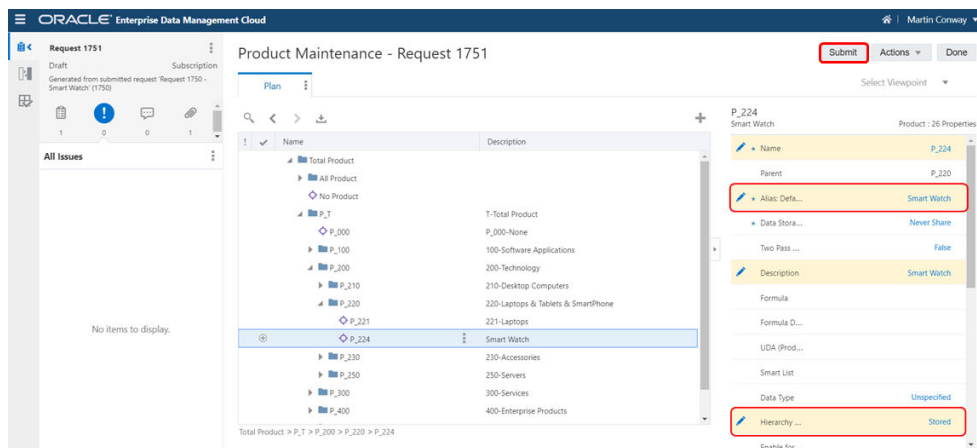 ORACLE® Enterprise Data Management Cloud
Martin Conway
Request 1751
Draft
Subscription
Generated from submitted request 'Request 1750 -
Smart Watch' (1750)
1
0
0
1
All Issues
No items to display.
Product Maintenance - Request 1751
Submit
Actions
Done
Plan
Select Viewpoint
! Name Description
Total Product
All Product
No Product
P_T T-Total Product
P_000 P_000-None
P_100 100-Software Applications
P_200 200-Technology
P_210 210-Desktop Computers
P_220 220-Laptops & Tablets & SmartPhone
P_221 221-Laptops
P_224 Smart Watch
P_230 230-Accessories
P_250 250-Servers
P_300 300-Services
P_400 400-Enterprise Products
Total Product > P_T > P_200 > P_220 > P_224
P_224
Smart Watch Product : 26 Properties
Name P_224
Parent P_220
Alias: Defa... Smart Watch
Data Stora... Never Share
Two Pass ... False
Description Smart Watch
Formula
Formula D...
UDA (Prod...
Smart List
Data Type Unspecified
Hierarchy ... Stored
Enable for